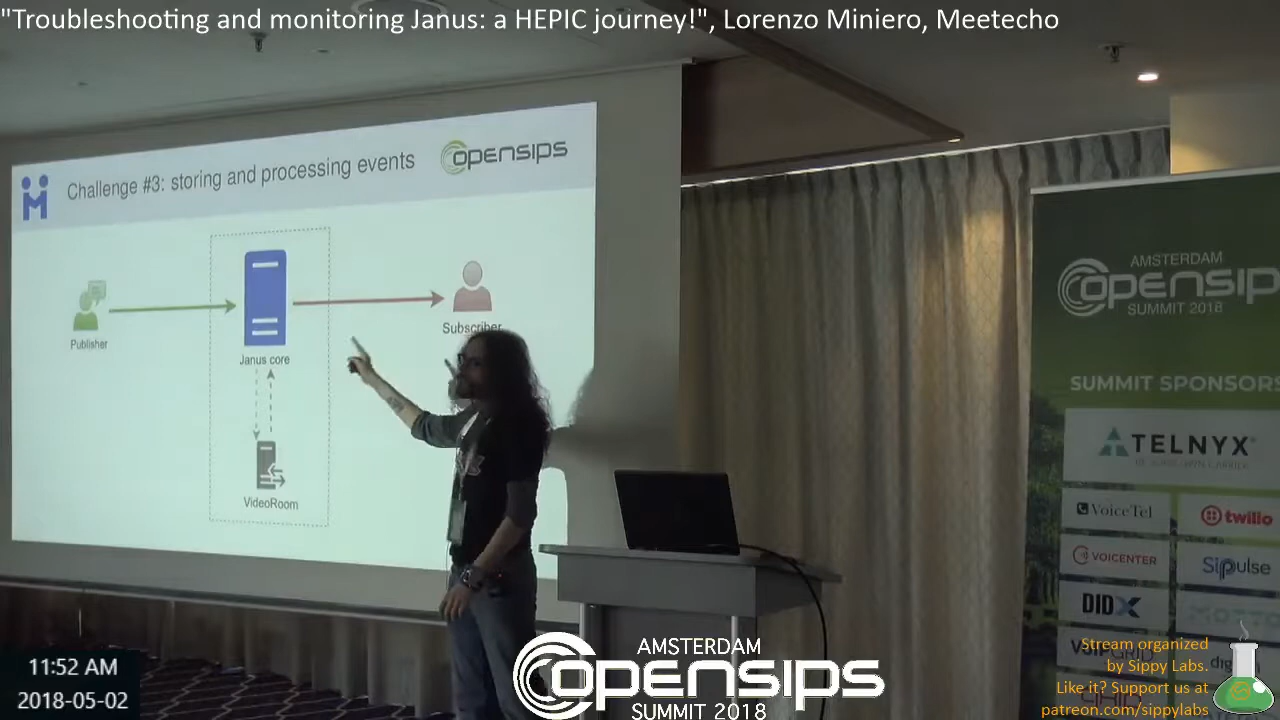 "Troubleshooting and monitoring Janus: a HEPIC journey!", Lorenzo Miniero, Meetecho
Challenge #3: storing and processing events
OPENSIPS
Publisher
Janus core
Subscriber
VideoRoom
AMSTERDAM
OPENSIPS
SUMMIT 2018
SUMMIT SPONSORS
TELNYX
VoiceTel
twilio
VOICENTER
Sipulse
DIDX
11:52 AM
2018-05-02
AMSTERDAM
OPENSIPS
SUMMIT 2018
Stream organized
by Sippy Labs.
Like it? Support us at
patreon.com/sippylabs